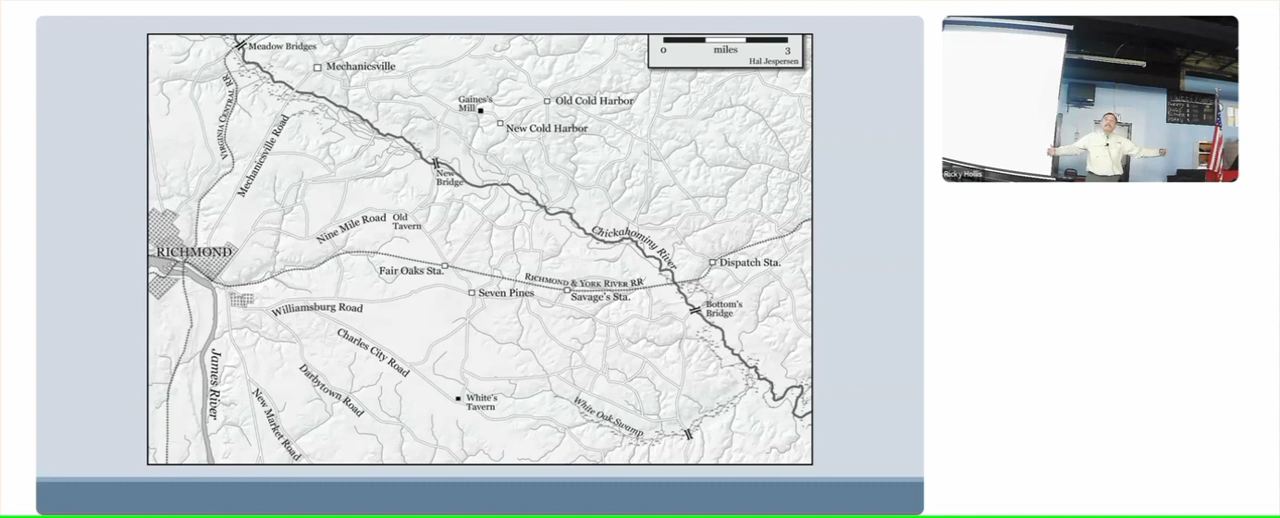 Meadow Bridges
Mechanicsville
0 miles 3
Hal Jespersen
Virginia Central RR
Mechanicsville Road
Gaines's
Mill
Old Cold Harbor
New Cold Harbor
New
Bridge
Nine Mile Road
Old
Tavern
Chickahominy River
RICHMOND
Fair Oaks Sta.
Richmond & York River RR
Dispatch Sta.
Seven Pines
Savage's Sta.
Williamsburg Road
Bottom's
Bridge
Charles City Road
James River
Darbytown Road
New Market Road
White's
Tavern
White Oak Swamp
Ricky Hollis